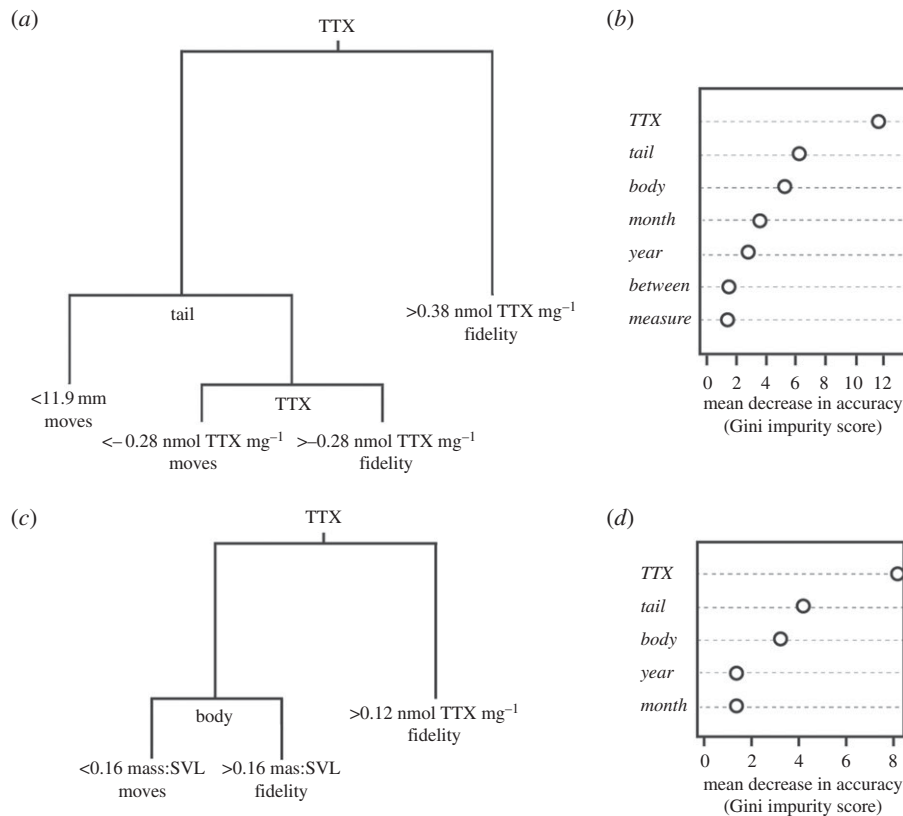 (a)
TTX
tail
>0.38 nmol TTX mg⁻¹
fidelity
<11.9 mm
moves
TTX
<–0.28 nmol TTX mg⁻¹
moves
>–0.28 nmol TTX mg⁻¹
fidelity
(b)
TTX
tail
body
month
year
between
measure
0 2 4 6 8 10 12
mean decrease in accuracy
(Gini impurity score)
(c)
TTX
body
>0.12 nmol TTX mg⁻¹
fidelity
<0.16 mass:SVL
moves
>0.16 mas:SVL
fidelity
(d)
TTX
tail
body
year
month
0 2 4 6 8
mean decrease in accuracy
(Gini impurity score)